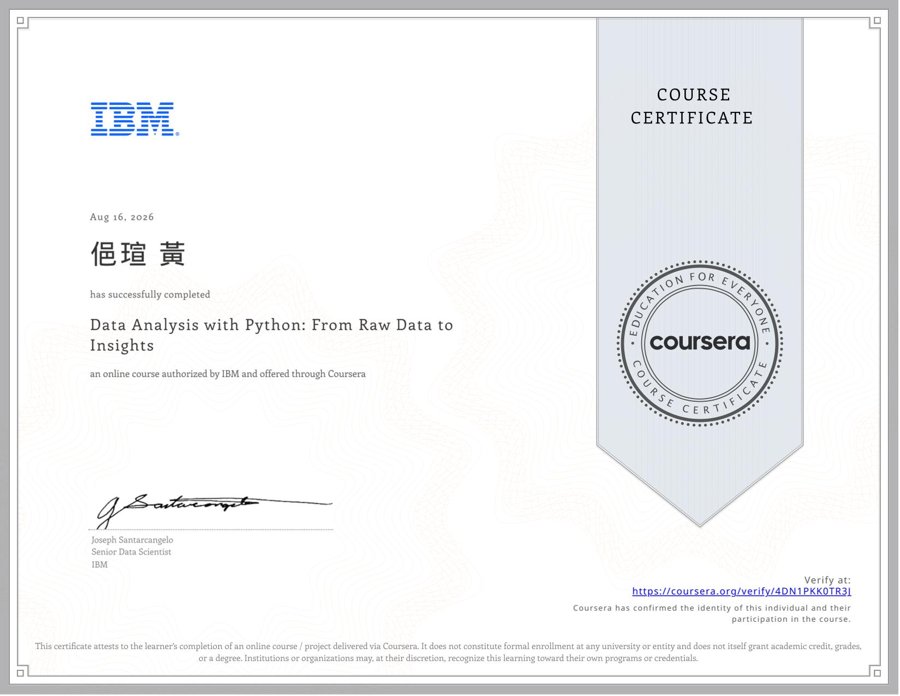 IBM
COURSE
CERTIFICATE
Aug 16, 2026
俋瑄 黃
has successfully completed
Data Analysis with Python: From Raw Data to
Insights
an online course authorized by IBM and offered through Coursera
EDUCATION FOR EVERYONE
coursera
COURSE CERTIFICATE
Joseph Santarcangelo
Senior Data Scientist
IBM
Verify at:
https://coursera.org/verify/4DN1PKK0TR3J
Coursera has confirmed the identity of this individual and their
participation in the course.
This certificate attests to the learner's completion of an online course / project delivered via Coursera. It does not constitute formal enrollment at any university or entity and does not itself grant academic credit, grades,
or a degree. Institutions or organizations may, at their discretion, recognize this learning toward their own programs or credentials.